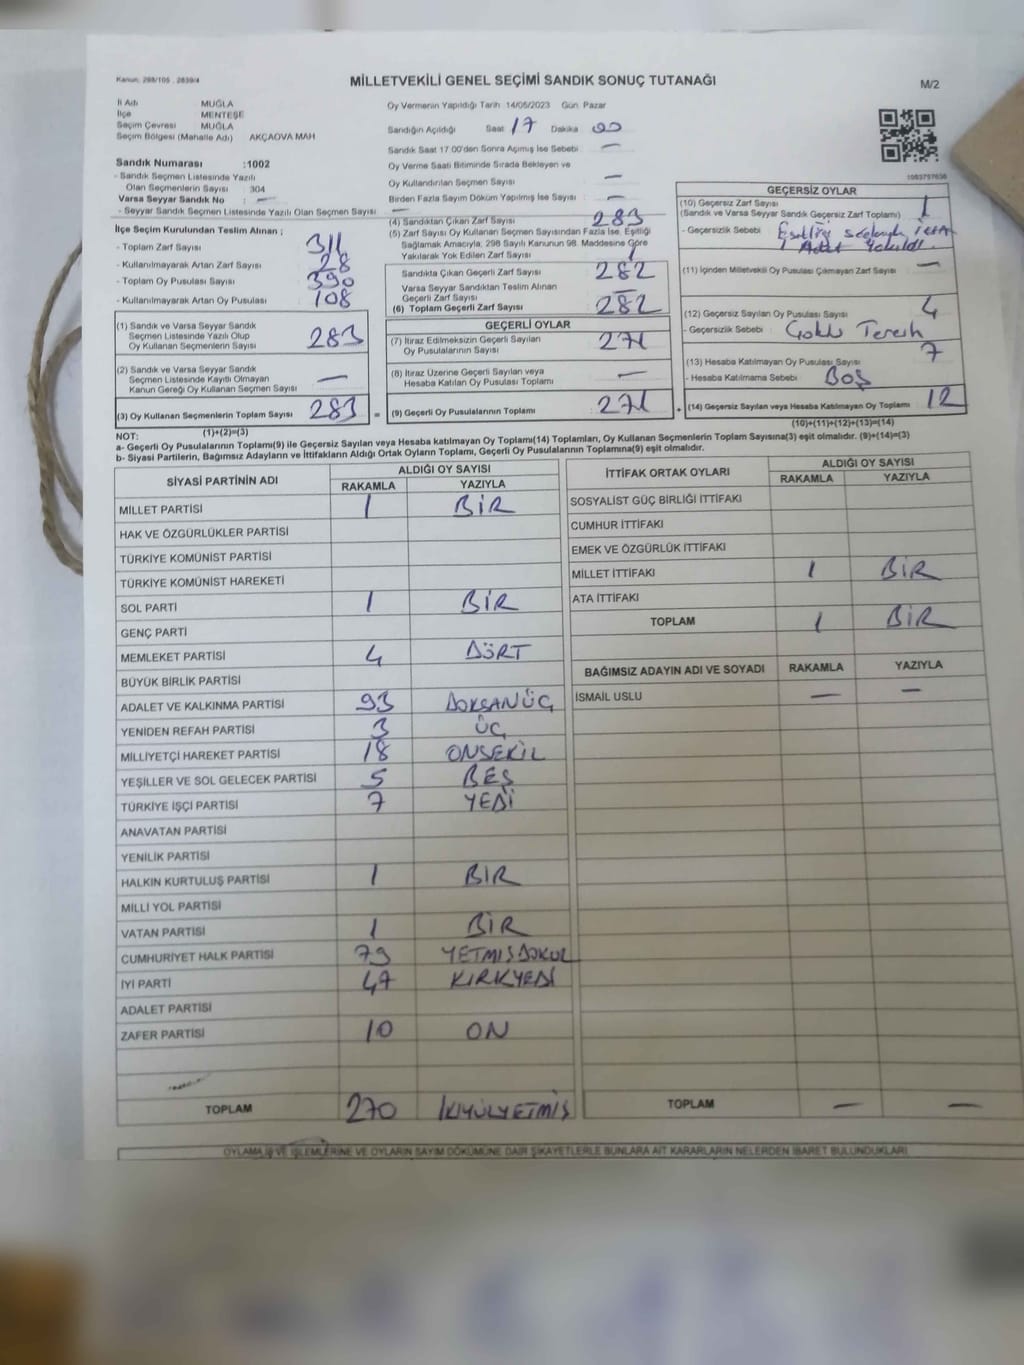 Kanun: 298/105 . 2839/4
MİLLETVEKİLİ GENEL SEÇİMİ SANDIK SONUÇ TUTANAĞI
M/2
İl Adı MUĞLA
İlçe MENTEŞE
Seçim Çevresi MUĞLA
Seçim Bölgesi (Mahalle Adı) AKÇAOVA MAH
Sandık Numarası :1002
- Sandık Seçmen Listesinde Yazılı
Olan Seçmenlerin Sayısı : 304
Varsa Seyyar Sandık No : —
- Seyyar Sandık Seçmen Listesinde Yazılı Olan Seçmen Sayısı —
İlçe Seçim Kurulundan Teslim Alınan ;
- Toplam Zarf Sayısı 311
- Kullanılmayarak Artan Zarf Sayısı 28
- Toplam Oy Pusulası Sayısı 390
- Kullanılmayarak Artan Oy Pusulası 108
(1) Sandık ve Varsa Seyyar Sandık
Seçmen Listesinde Yazılı Olup
Oy Kullanan Seçmenlerin Sayısı 283
(2) Sandık ve Varsa Seyyar Sandık
Seçmen Listesinde Kayıtlı Olmayan
Kanun Gereği Oy Kullanan Seçmen Sayısı —
(3) Oy Kullanan Seçmenlerin Toplam Sayısı 283
(1)+(2)=(3)
Oy Vermenin Yapıldığı Tarih 14/05/2023 Gün Pazar
Sandığın Açıldığı Saat 17 Dakika 00
Sandık Saat 17.00'den Sonra Açılmış İse Sebebi : —
Oy Verme Saati Bitiminde Sırada Bekleyen ve
Oy Kullandırılan Seçmen Sayısı : —
Birden Fazla Sayım Döküm Yapılmış İse Sayısı : —
(4) Sandıktan Çıkan Zarf Sayısı : 283
(5) Zarf Sayısı Oy Kullanan Seçmen Sayısından Fazla İse, Eşitliği
Sağlamak Amacıyla, 298 Sayılı Kanunun 98. Maddesine Göre
Yakılarak Yok Edilen Zarf Sayısı : 1
Sandıkta Çıkan Geçerli Zarf Sayısı : 282
Varsa Seyyar Sandıktan Teslim Alınan
Geçerli Zarf Sayısı : —
(6) Toplam Geçerli Zarf Sayısı : 282
GEÇERLİ OYLAR
(7) İtiraz Edilmeksizin Geçerli Sayılan
Oy Pusulalarının Sayısı : 271
(8) İtiraz Üzerine Geçerli Sayılan veya
Hesaba Katılan Oy Pusulası Toplamı : —
= (9) Geçerli Oy Pusulalarının Toplamı : 271
GEÇERSİZ OYLAR
(10) Geçersiz Zarf Sayısı
(Sandık ve Varsa Seyyar Sandık Geçersiz Zarf Toplamı) : 1
- Geçersizlik Sebebi : Eşitliği
1 Adet
(11) İçinden Milletvekili Oy Pusulası Çıkmayan Zarf Sayısı : —
(12) Geçersiz Sayılan Oy Pusulası Sayısı : 4
- Geçersizlik Sebebi : Çoklu Tercih
(13) Hesaba Katılmayan Oy Pusulası Sayısı : 7
- Hesaba Katılmama Sebebi : BOŞ
+ (14) Geçersiz Sayılan veya Hesaba Katılmayan Oy Toplamı : 12
(10)+(11)+(12)+(13)=(14)
NOT:
a- Geçerli Oy Pusulalarının Toplamı(9) ile Geçersiz Sayılan veya Hesaba katılmayan Oy Toplamı(14) Toplamları, Oy Kullanan Seçmenlerin Toplam Sayısına(3) eşit olmalıdır. (9)+(14)=(3)
b- Siyasi Partilerin, Bağımsız Adayların ve İttifakların Aldığı Ortak Oyların Toplamı, Geçerli Oy Pusulalarının Toplamına(9) eşit olmalıdır.
SİYASİ PARTİNİN ADI ALDIĞI OY SAYISI
RAKAMLA YAZIYLA
MİLLET PARTİSİ 1 BİR
HAK VE ÖZGÜRLÜKLER PARTİSİ
TÜRKİYE KOMÜNİST PARTİSİ
TÜRKİYE KOMÜNİST HAREKETİ
SOL PARTİ 1 BİR
GENÇ PARTİ
MEMLEKET PARTİSİ 4 DÖRT
BÜYÜK BİRLİK PARTİSİ
ADALET VE KALKINMA PARTİSİ 93 DOKSANÜÇ
YENİDEN REFAH PARTİSİ 3 ÜÇ
MİLLİYETÇİ HAREKET PARTİSİ 18 ONSEKİZ
YEŞİLLER VE SOL GELECEK PARTİSİ 5 BEŞ
TÜRKİYE İŞÇİ PARTİSİ 7 YEDİ
ANAVATAN PARTİSİ
YENİLİK PARTİSİ
HALKIN KURTULUŞ PARTİSİ 1 BİR
MİLLİ YOL PARTİSİ
VATAN PARTİSİ 1 BİR
CUMHURİYET HALK PARTİSİ 79 YETMİŞDOKUZ
İYİ PARTİ 47 KIRKYEDİ
ADALET PARTİSİ
ZAFER PARTİSİ 10 ON
TOPLAM 270 İKİYÜZYETMİŞ
İTTİFAK ORTAK OYLARI ALDIĞI OY SAYISI
RAKAMLA YAZIYLA
SOSYALİST GÜÇ BİRLİĞİ İTTİFAKI
CUMHUR İTTİFAKI
EMEK VE ÖZGÜRLÜK İTTİFAKI
MİLLET İTTİFAKI 1 BİR
ATA İTTİFAKI
TOPLAM 1 BİR
BAĞIMSIZ ADAYIN ADI VE SOYADI RAKAMLA YAZIYLA
İSMAİL USLU — —
TOPLAM — —
OYLAMA İŞ VE İŞLEMLERİNE VE OYLARIN SAYIM DÖKÜMÜNE DAİR ŞİKAYETLERLE BUNLARA AİT KARARLARIN NELERDEN İBARET BULUNDUKLARI